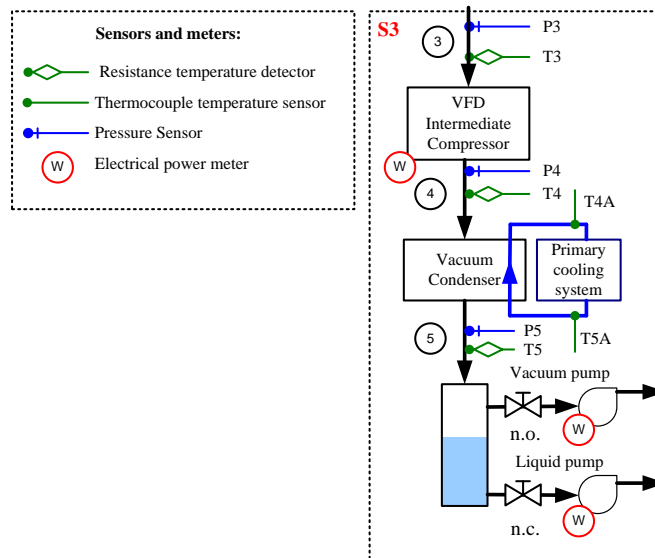 Sensors and meters:
Resistance temperature detector
Thermocouple temperature sensor
Pressure Sensor
W
Electrical power meter
S3
3
P3
T3
VFD
Intermediate
Compressor
W
4
P4
T4
T4A
Vacuum
Condenser
Primary
cooling
system
5
P5
T5
T5A
Vacuum pump
W
n.o.
Liquid pump
W
n.c.